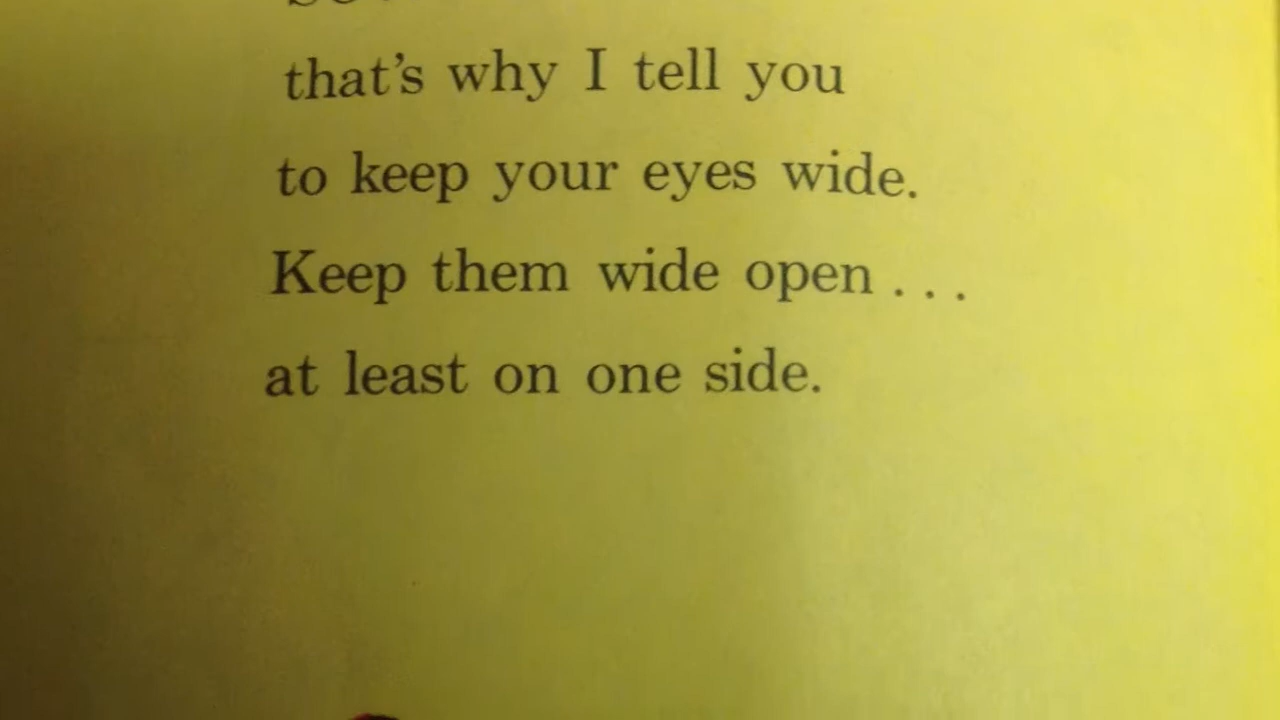 that's why I tell you
to keep your eyes wide.
Keep them wide open . . .
at least on one side.